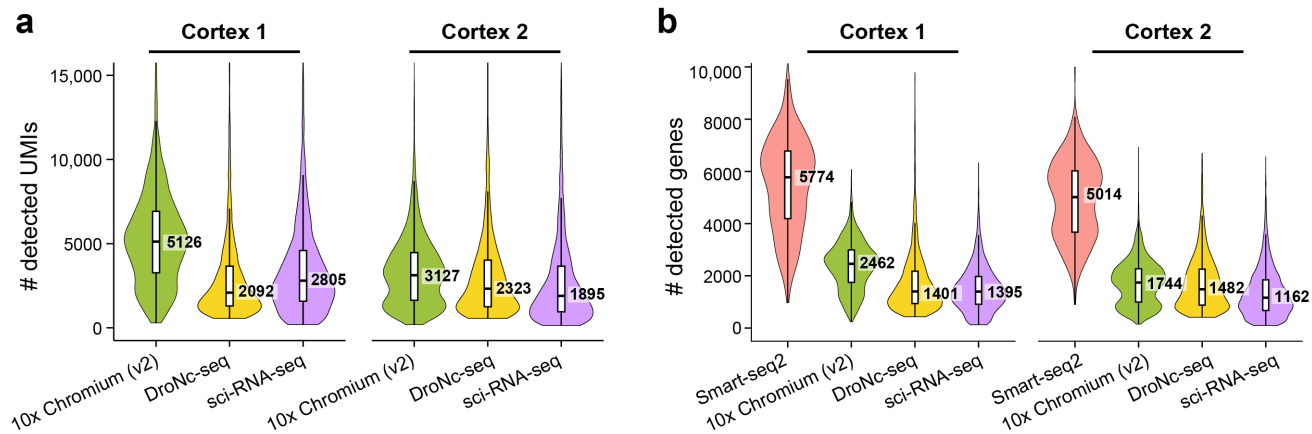 a
Cortex 1
Cortex 2
# detected UMIs
15,000
10,000
5000
0
5126
2092
2805
3127
2323
1895
10x Chromium (v2)
DroNc-seq
sci-RNA-seq
10x Chromium (v2)
DroNc-seq
sci-RNA-seq
b
Cortex 1
Cortex 2
# detected genes
10,000
8000
6000
4000
2000
0
5774
2462
1401
1395
5014
1744
1482
1162
Smart-seq2
10x Chromium (v2)
DroNc-seq
sci-RNA-seq
Smart-seq2
10x Chromium (v2)
DroNc-seq
sci-RNA-seq